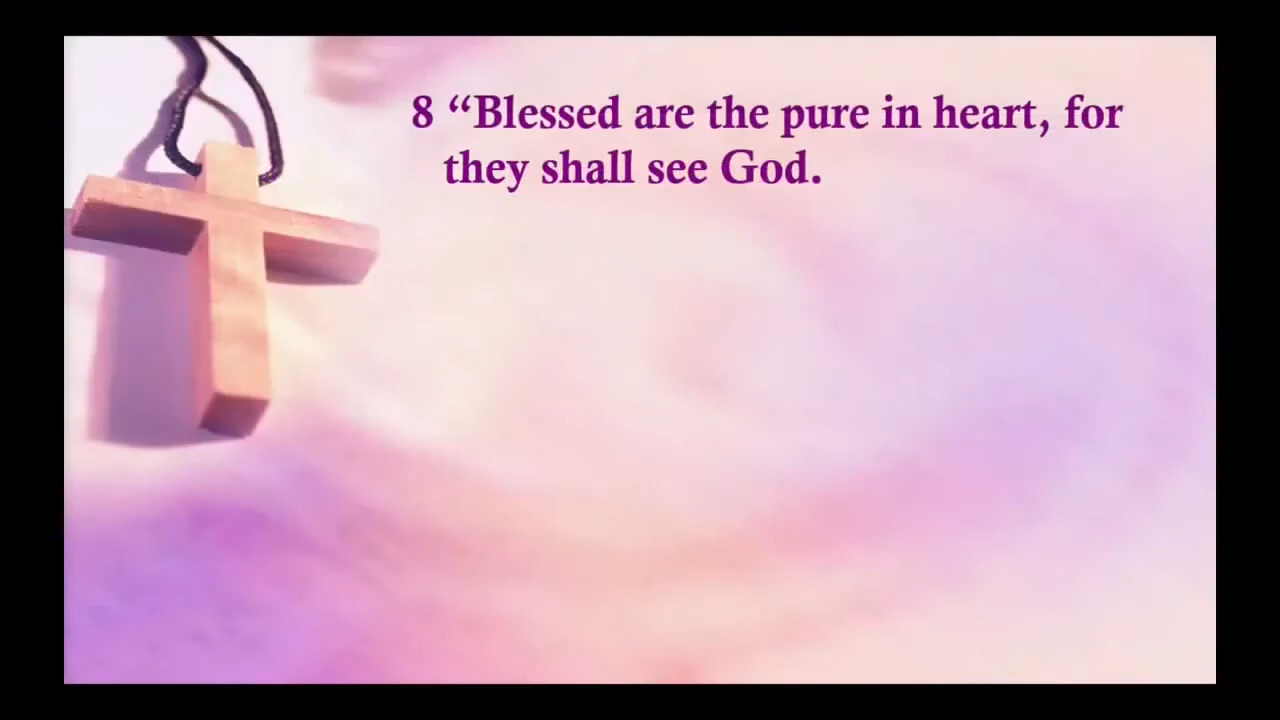 8 “Blessed are the pure in heart, for
they shall see God.